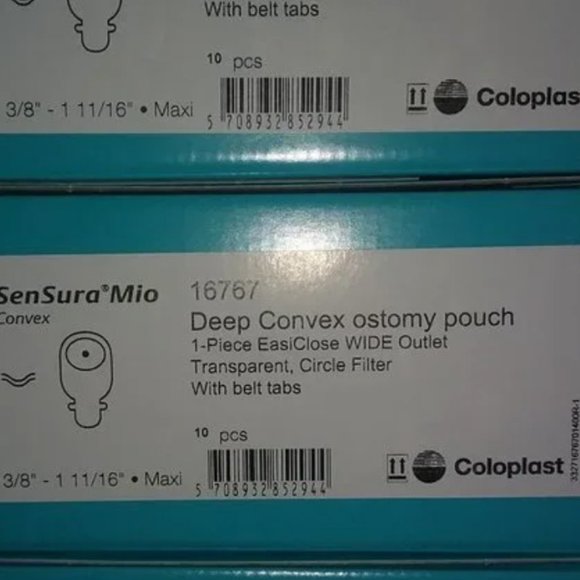 With belt tabs
10 pcs
3/8" - 1 11/16" • Maxi
5 708932 852944
Coloplas
SenSura® Mio
Convex
16767
Deep Convex ostomy pouch
1-Piece EasiClose WIDE Outlet
Transparent, Circle Filter
With belt tabs
10 pcs
3/8" - 1 11/16" • Maxi
5 708932 852944
Coloplast